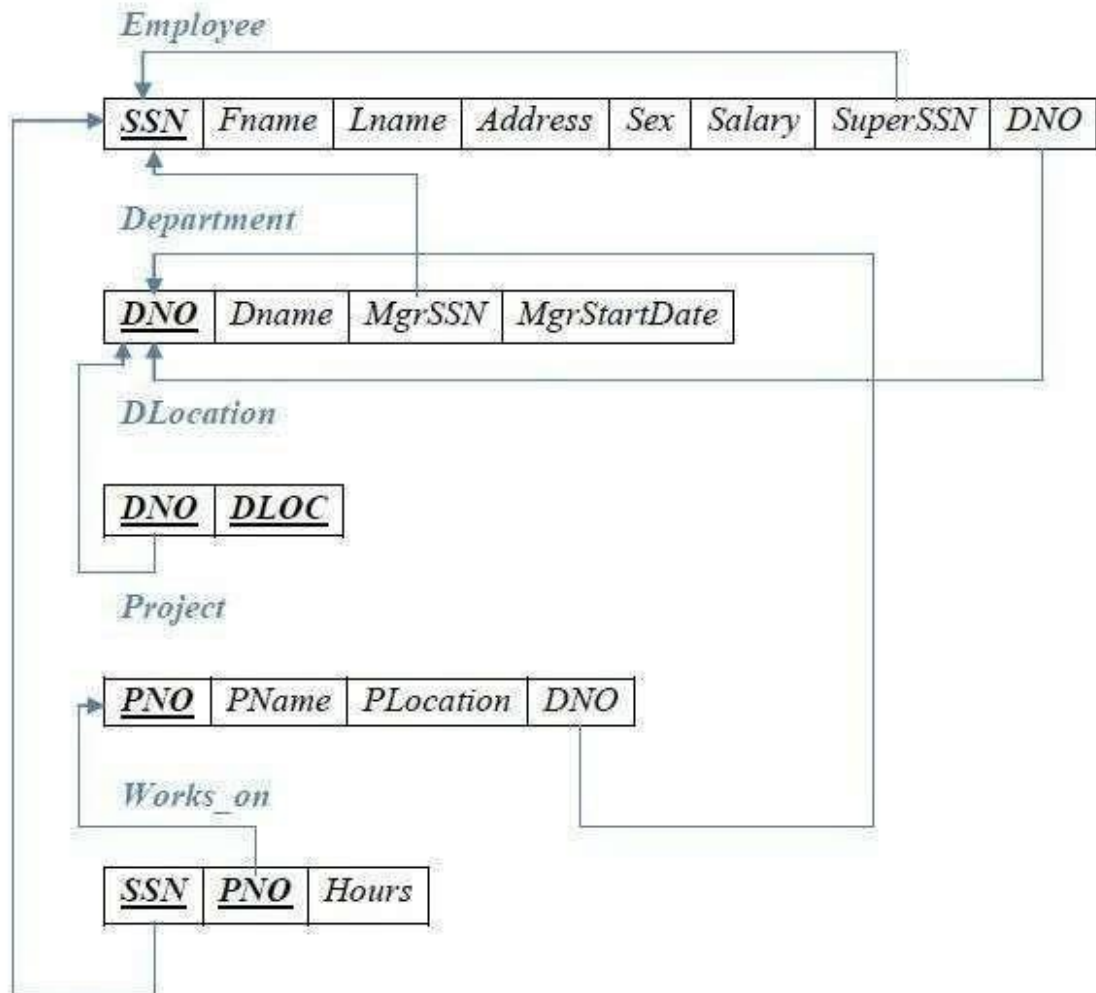 Employee
SSN Fname Lname Address Sex Salary SuperSSN DNO
Department
DNO Dname MgrSSN MgrStartDate
DLocation
DNO DLOC
Project
PNO PName PLocation DNO
Works_on
SSN PNO Hours